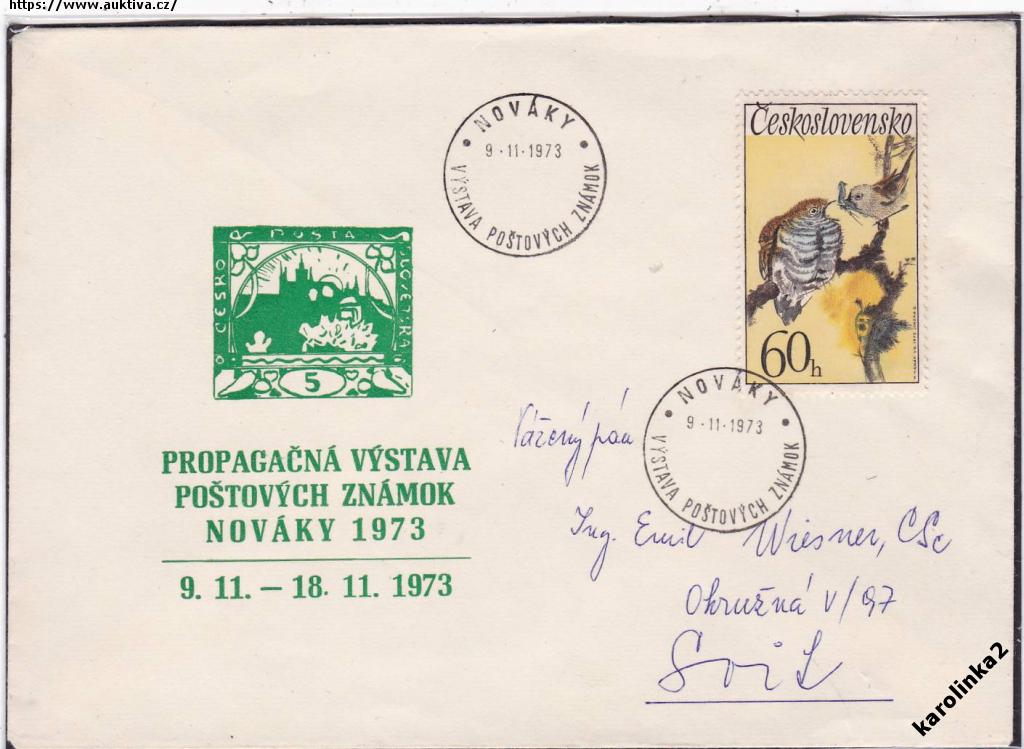 https://www.auktiva.cz/
NOVÁKY
9-11-1973
VÝSTAVA POŠTOVÝCH ZNÁMOK
Československo
60h
POŠTA
ČESKO
5
NOVÁKY
9-11-1973
VÝSTAVA POŠTOVÝCH ZNÁMOK
PROPAGAČNÁ VÝSTAVA
POŠTOVÝCH ZNÁMOK
NOVÁKY 1973
9. 11. – 18. 11. 1973
Vážený pán
Ing. Emil Wiesner, CSc
Okružná V/97
Svit
karolinka2